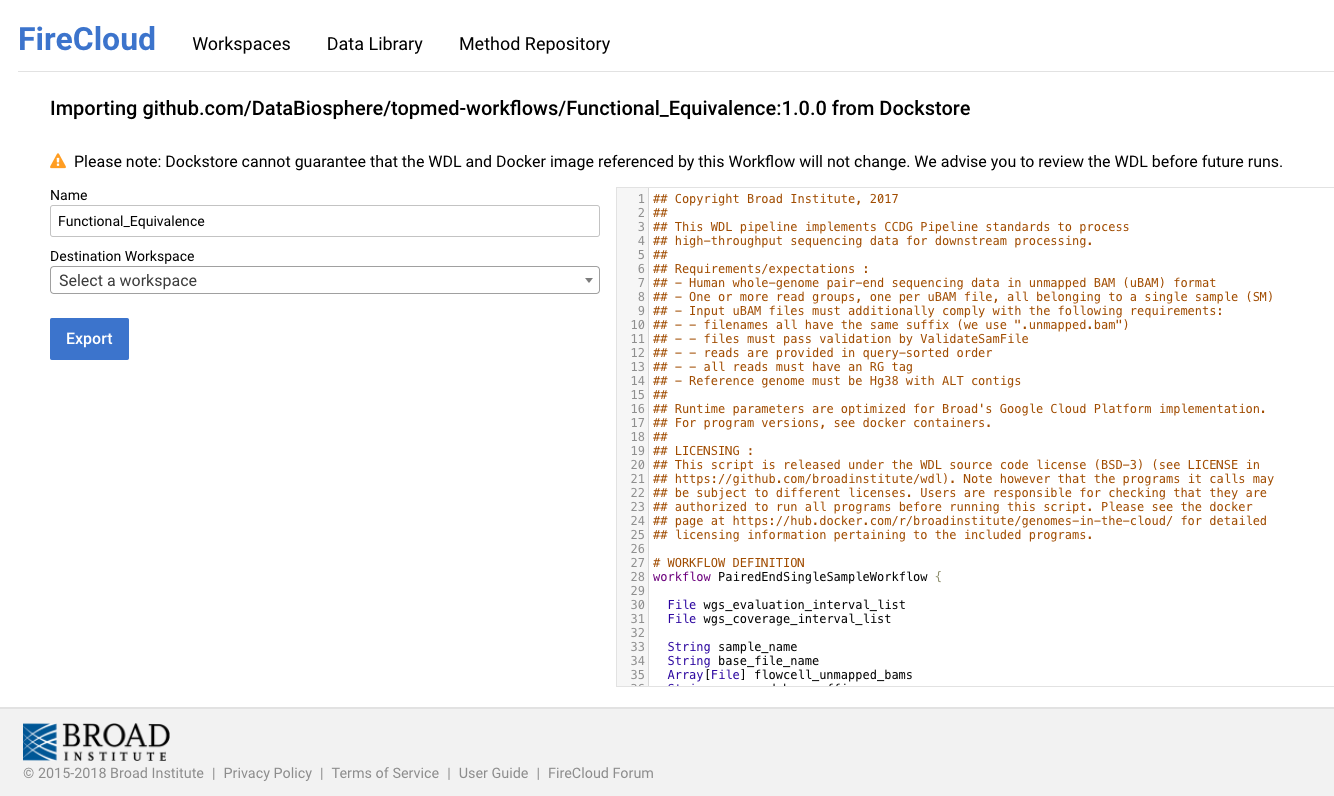 FireCloud Workspaces Data Library Method Repository
Importing github.com/DataBiosphere/topmed-workflows/Functional_Equivalence:1.0.0 from Dockstore
Please note: Dockstore cannot guarantee that the WDL and Docker image referenced by this Workflow will not change. We advise you to review the WDL before future runs.
Name
Functional_Equivalence
Destination Workspace
Select a workspace
Export
1 ## Copyright Broad Institute, 2017
2 ##
3 ## This WDL pipeline implements CCDG Pipeline standards to process
4 ## high-throughput sequencing data for downstream processing.
5 ##
6 ## Requirements/expectations :
7 ## - Human whole-genome pair-end sequencing data in unmapped BAM (uBAM) format
8 ## - One or more read groups, one per uBAM file, all belonging to a single sample (SM)
9 ## - Input uBAM files must additionally comply with the following requirements:
10 ## - - filenames all have the same suffix (we use ".unmapped.bam")
11 ## - - files must pass validation by ValidateSamFile
12 ## - - reads are provided in query-sorted order
13 ## - - all reads must have an RG tag
14 ## - Reference genome must be Hg38 with ALT contigs
15 ##
16 ## Runtime parameters are optimized for Broad's Google Cloud Platform implementation.
17 ## For program versions, see docker containers.
18 ##
19 ## LICENSING :
20 ## This script is released under the WDL source code license (BSD-3) (see LICENSE in
21 ## https://github.com/broadinstitute/wdl). Note however that the programs it calls may
22 ## be subject to different licenses. Users are responsible for checking that they are
23 ## authorized to run all programs before running this script. Please see the docker
24 ## page at https://hub.docker.com/r/broadinstitute/genomes-in-the-cloud/ for detailed
25 ## licensing information pertaining to the included programs.
26
27 # WORKFLOW DEFINITION
28 workflow PairedEndSingleSampleWorkflow {
29
30 File wgs_evaluation_interval_list
31 File wgs_coverage_interval_list
32
33 String sample_name
34 String base_file_name
35 Array[File] flowcell_unmapped_bams
BROAD
INSTITUTE
© 2015-2018 Broad Institute | Privacy Policy | Terms of Service | User Guide | FireCloud Forum